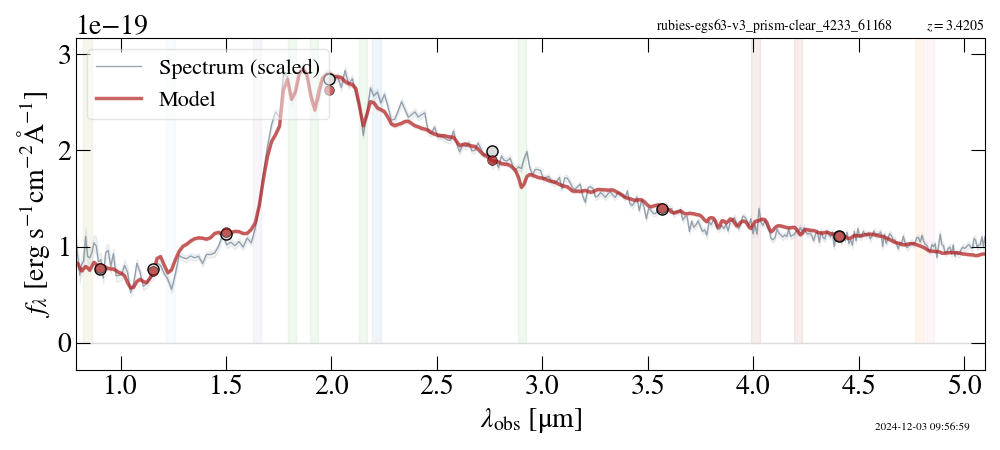 1e−19
rubies-egs63-v3_prism-clear_4233_61168
z = 3.4205
Spectrum (scaled)
Model
3
2
1
0
fλ [erg s⁻¹cm⁻²Å⁻¹]
1.0 1.5 2.0 2.5 3.0 3.5 4.0 4.5 5.0
λobs [μm]
2024-12-03 09:56:59